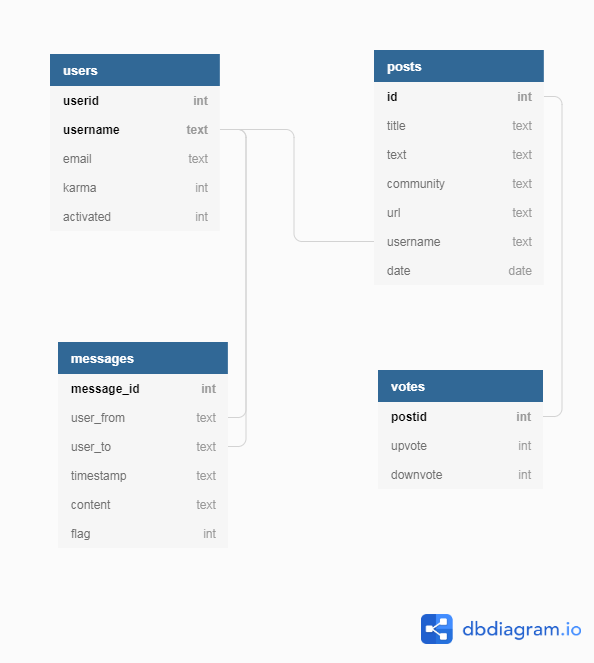 users
userid int
username text
email text
karma int
activated int
posts
id int
title text
text text
community text
url text
username text
date date
messages
message_id int
user_from text
user_to text
timestamp text
content text
flag int
votes
postid int
upvote int
downvote int
dbdiagram.io